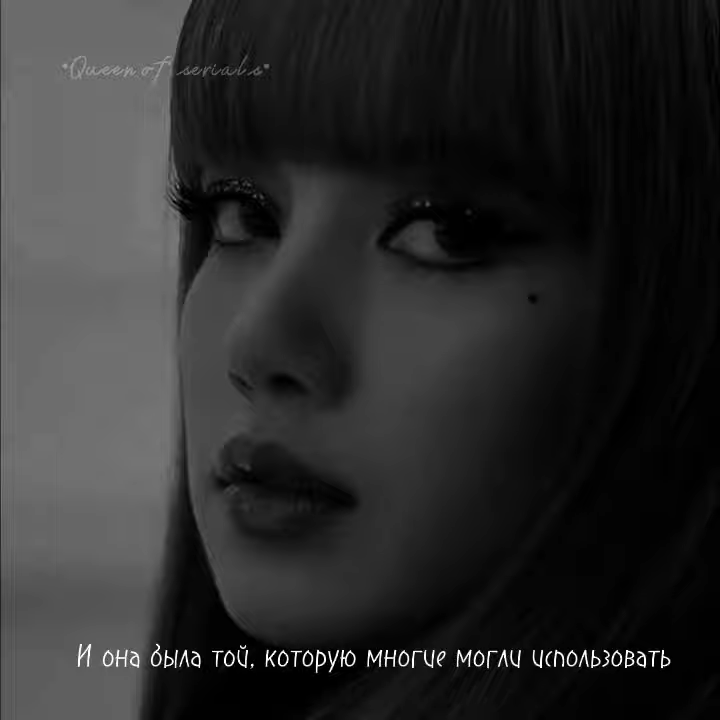 *Queen of serials*
И она была той, которую многие могли использовать